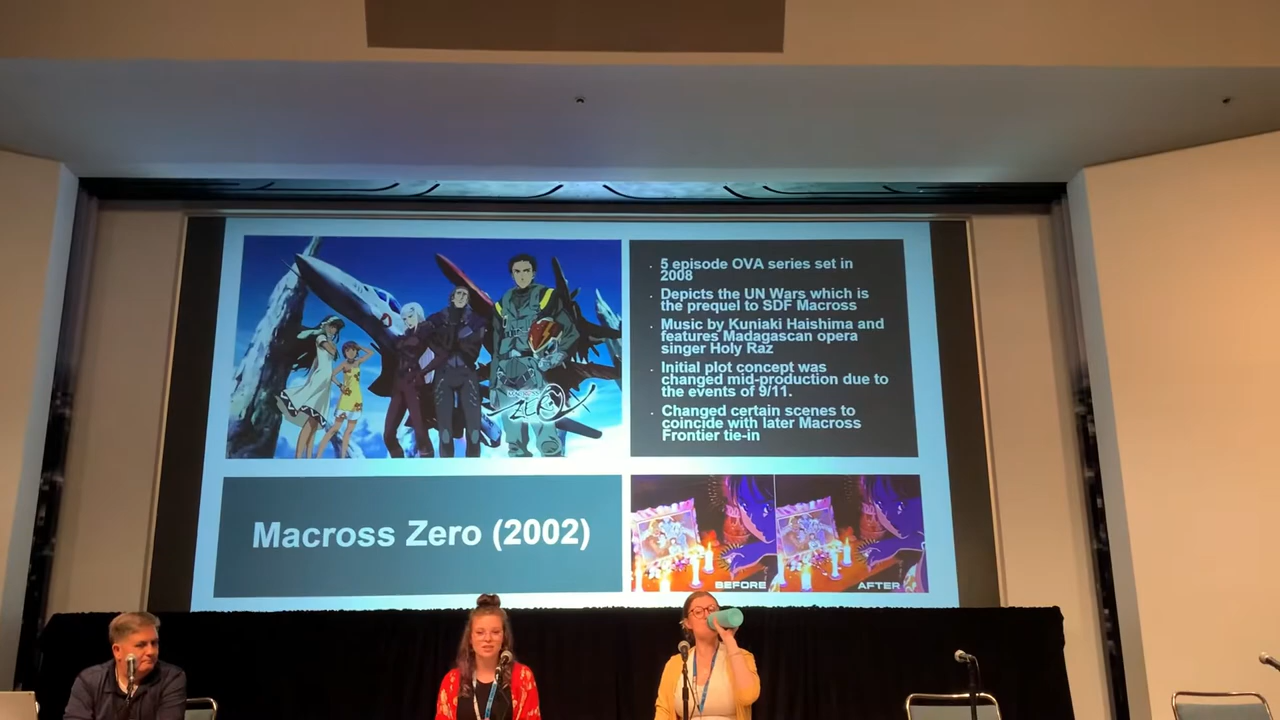 5 episode OVA series set in
2008
Depicts the UN Wars which is
the prequel to SDF Macross
Music by Kuniaki Haishima and
features Madagascan opera
singer Holy Raz
Initial plot concept was
changed mid-production due to
the events of 9/11.
Changed certain scenes to
coincide with later Macross
Frontier tie-in
ZERO
Macross Zero (2002)
BEFORE
AFTER